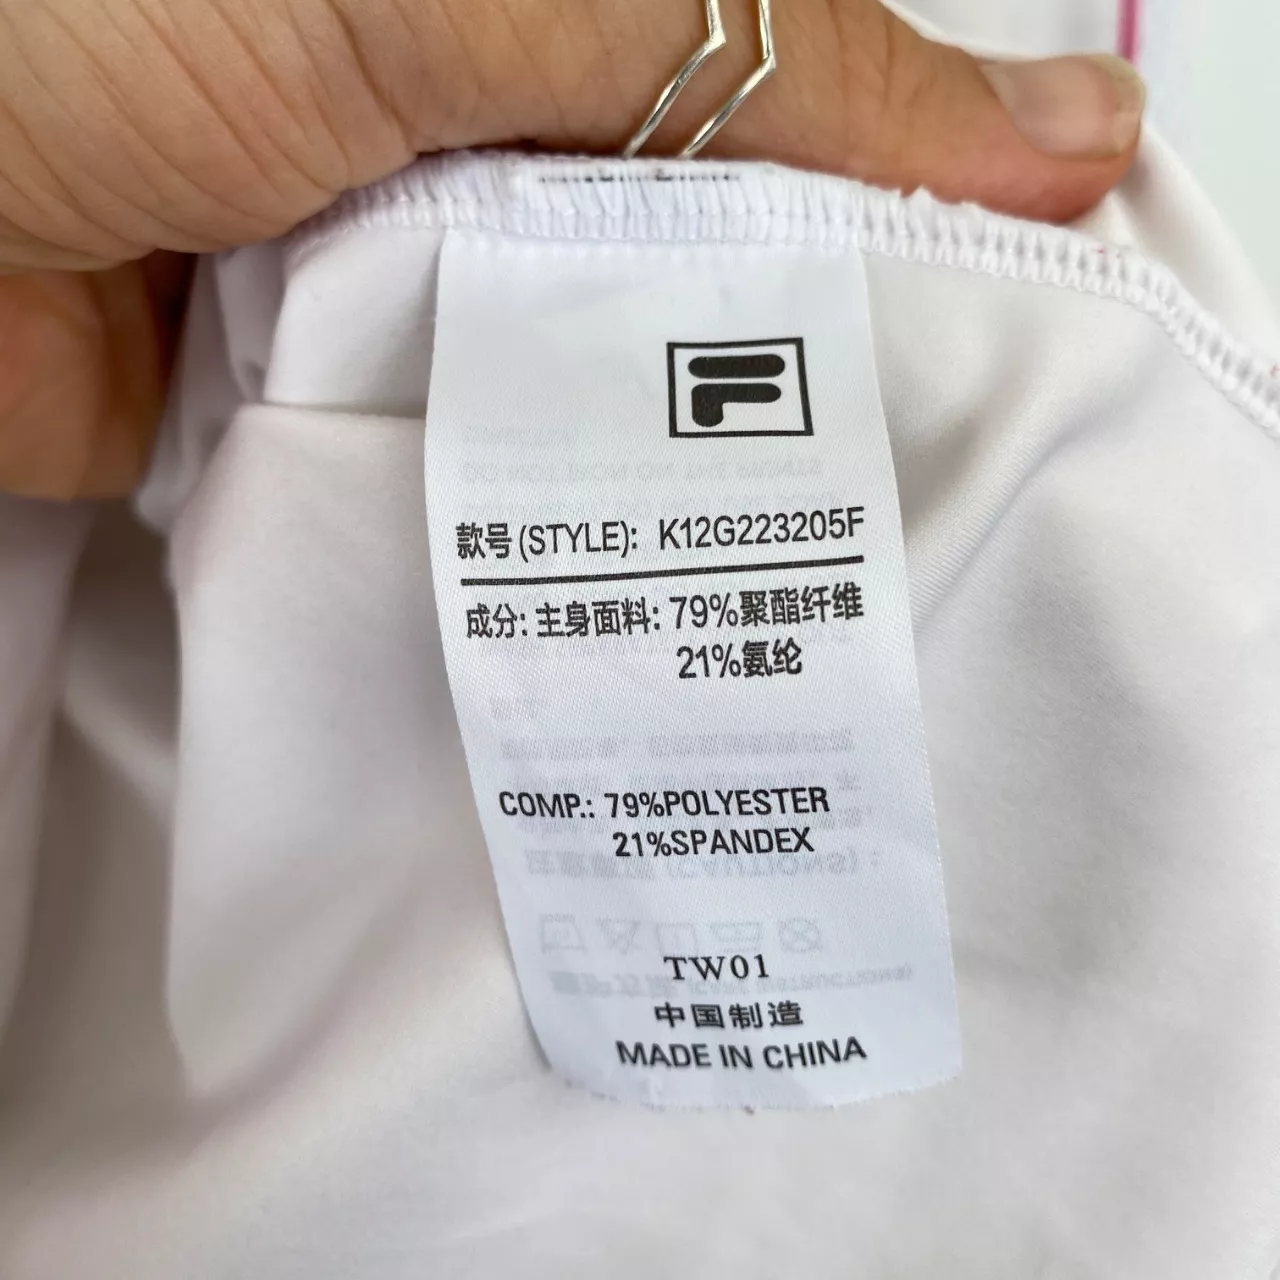 F
款号(STYLE): K12G223205F
成分: 主身面料: 79%聚酯纤维
21%氨纶
COMP.: 79%POLYESTER
21%SPANDEX
TW01
中国制造
MADE IN CHINA